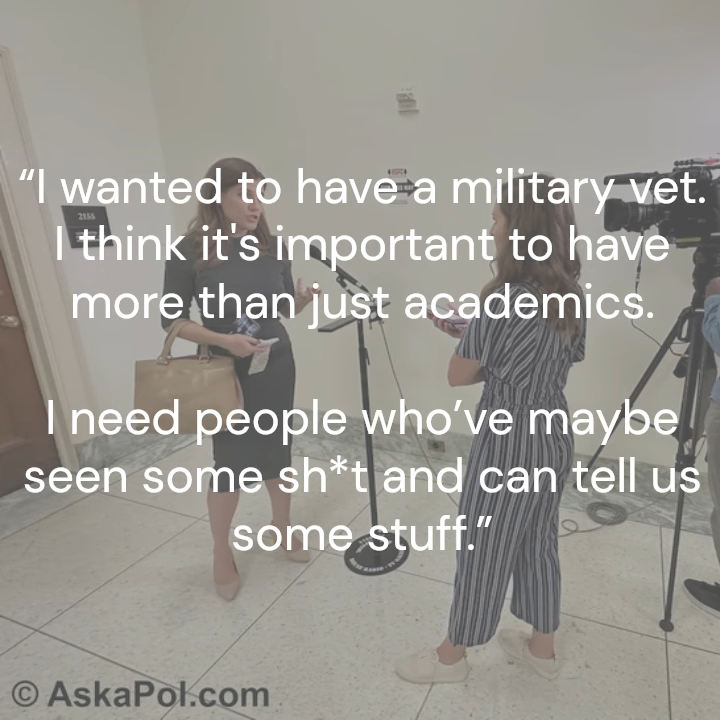 “I wanted to have a military vet.
I think it's important to have
more than just academics.
I need people who’ve maybe
seen some sh*t and can tell us
some stuff.”
2155
© AskaPol.com